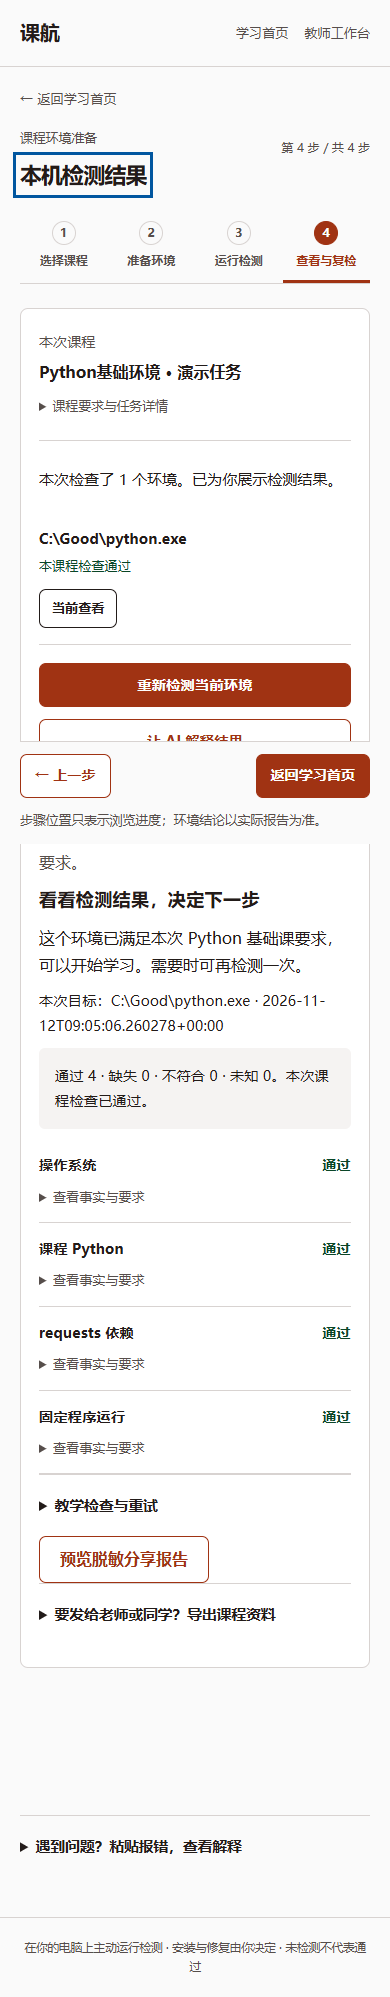 课航
学习首页 教师工作台
← 返回学习首页
课程环境准备
本机检测结果
第 4 步 / 共 4 步
1 2 3 4
选择课程 准备环境 运行检测 查看与复检
本次课程
Python基础环境 • 演示任务
▶ 课程要求与任务详情
本次检查了 1 个环境。已为你展示检测结果。
C:\Good\python.exe
本课程检查通过
当前查看
重新检测当前环境
让 AI 解释结果
← 上一步 返回学习首页
步骤位置只表示浏览进度；环境结论以实际报告为准。
要求。
看看检测结果，决定下一步
这个环境已满足本次 Python 基础课要求，
可以开始学习。需要时可再检测一次。
本次目标：C:\Good\python.exe · 2026-11-
12T09:05:06.260278+00:00
通过 4 · 缺失 0 · 不符合 0 · 未知 0。本次课
程检查已通过。
操作系统 通过
▶ 查看事实与要求
课程 Python 通过
▶ 查看事实与要求
requests 依赖 通过
▶ 查看事实与要求
固定程序运行 通过
▶ 查看事实与要求
▶ 教学检查与重试
预览脱敏分享报告
▶ 要发给老师或同学？导出课程资料
▶ 遇到问题？粘贴报错，查看解释
在你的电脑上主动运行检测 · 安装与修复由你决定 · 未检测不代表通
过